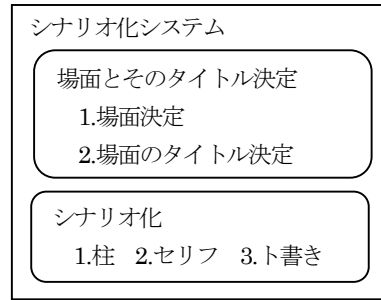 シナリオ化システム
場面とそのタイトル決定
1.場面決定
2.場面のタイトル決定
シナリオ化
1.柱 2.セリフ 3.ト書き